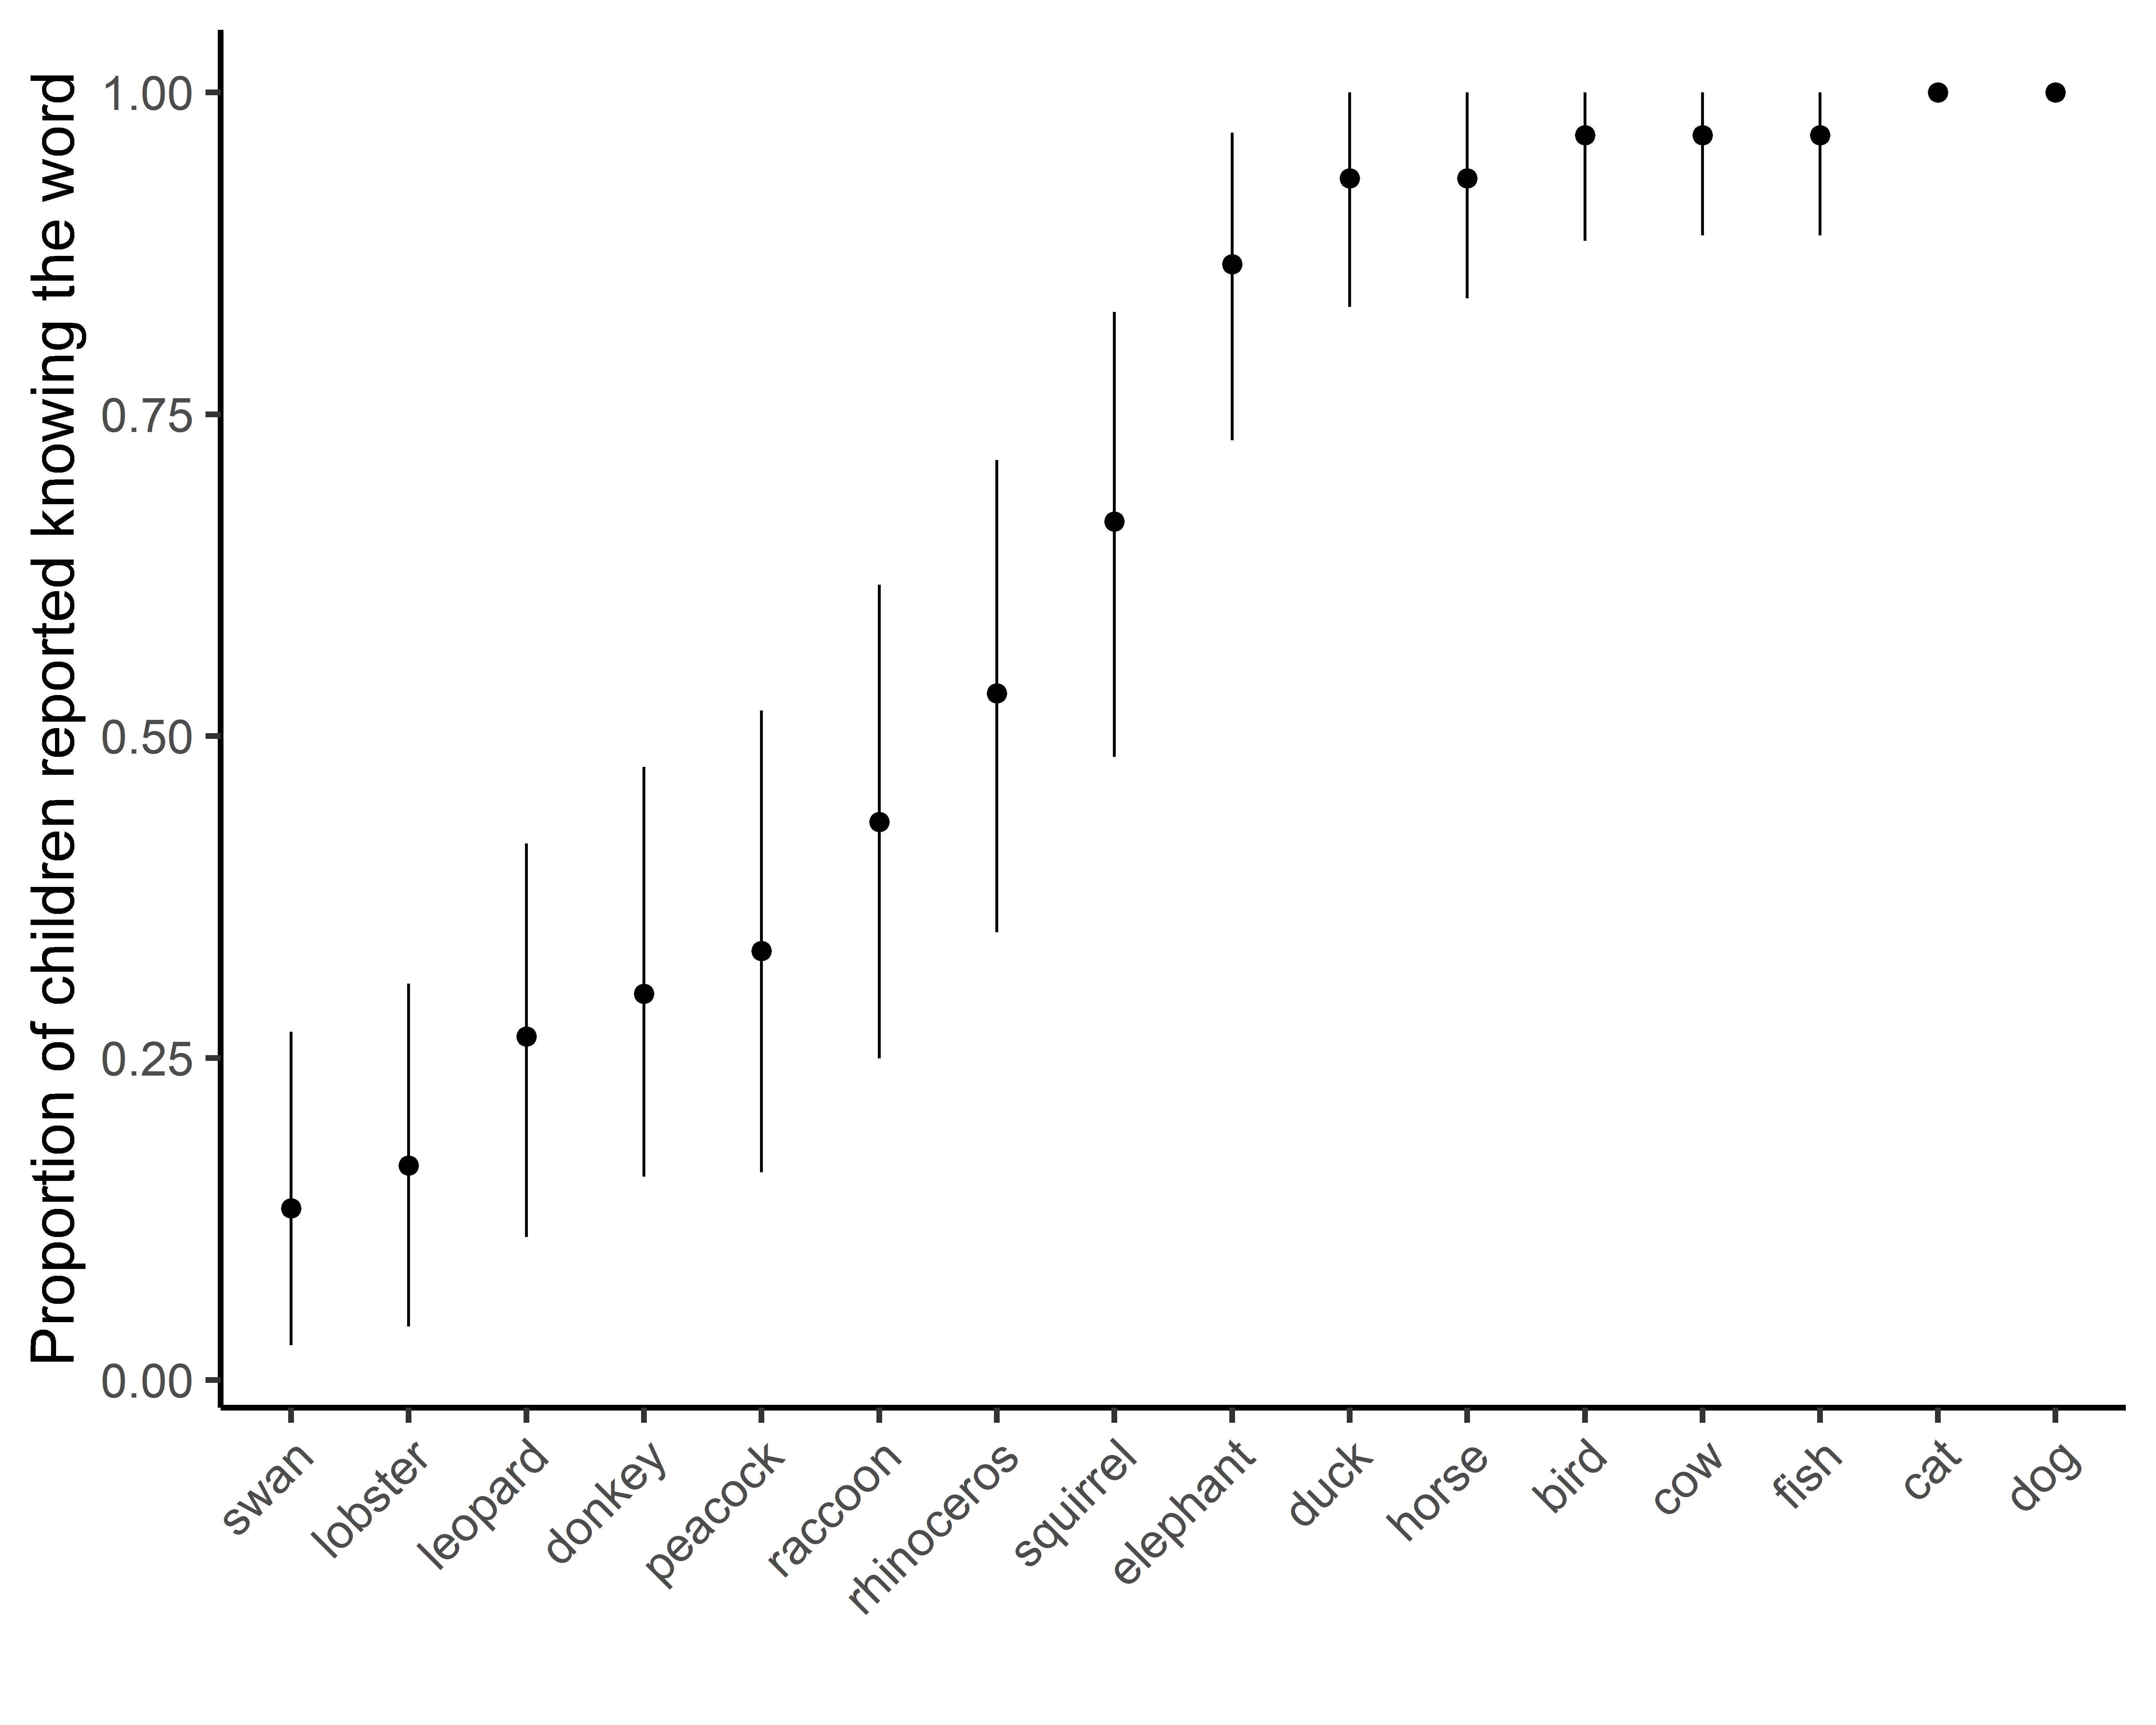 Proportion of children reported knowing the word
1.00
0.75
0.50
0.25
0.00
swan
lobster
leopard
donkey
peacock
raccoon
rhinoceros
squirrel
elephant
duck
horse
bird
cow
fish
cat
dog